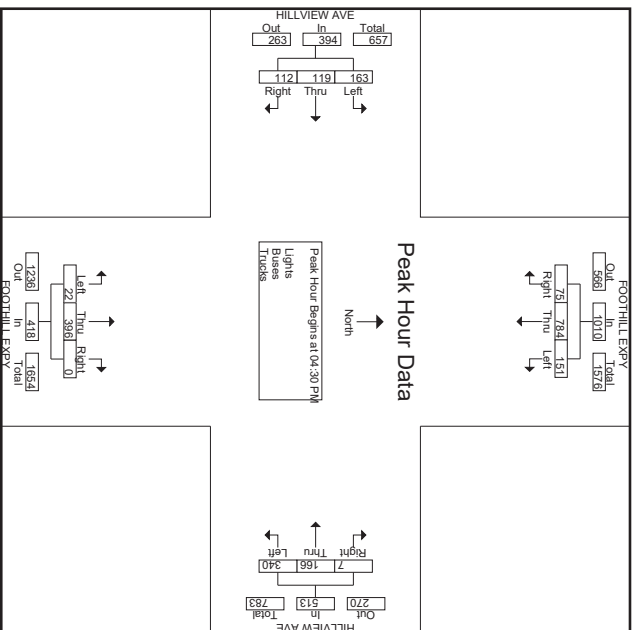 HILLVIEW AVE
Out In Total
263 394 657
112 119 163
Right Thru Left
FOOTHILL EXPY
Out In Total
566 1010 1576
75 784 151
Right Thru Left
Peak Hour Data
North
Peak Hour Begins at 04:30 PM
Lights
Buses
Trucks
Left Thru Right
22 396 0
1236 418 1654
Out In Total
FOOTHILL EXPY
Left Thru Right
340 166 7
783 513 270
Total In Out
HILLVIEW AVE